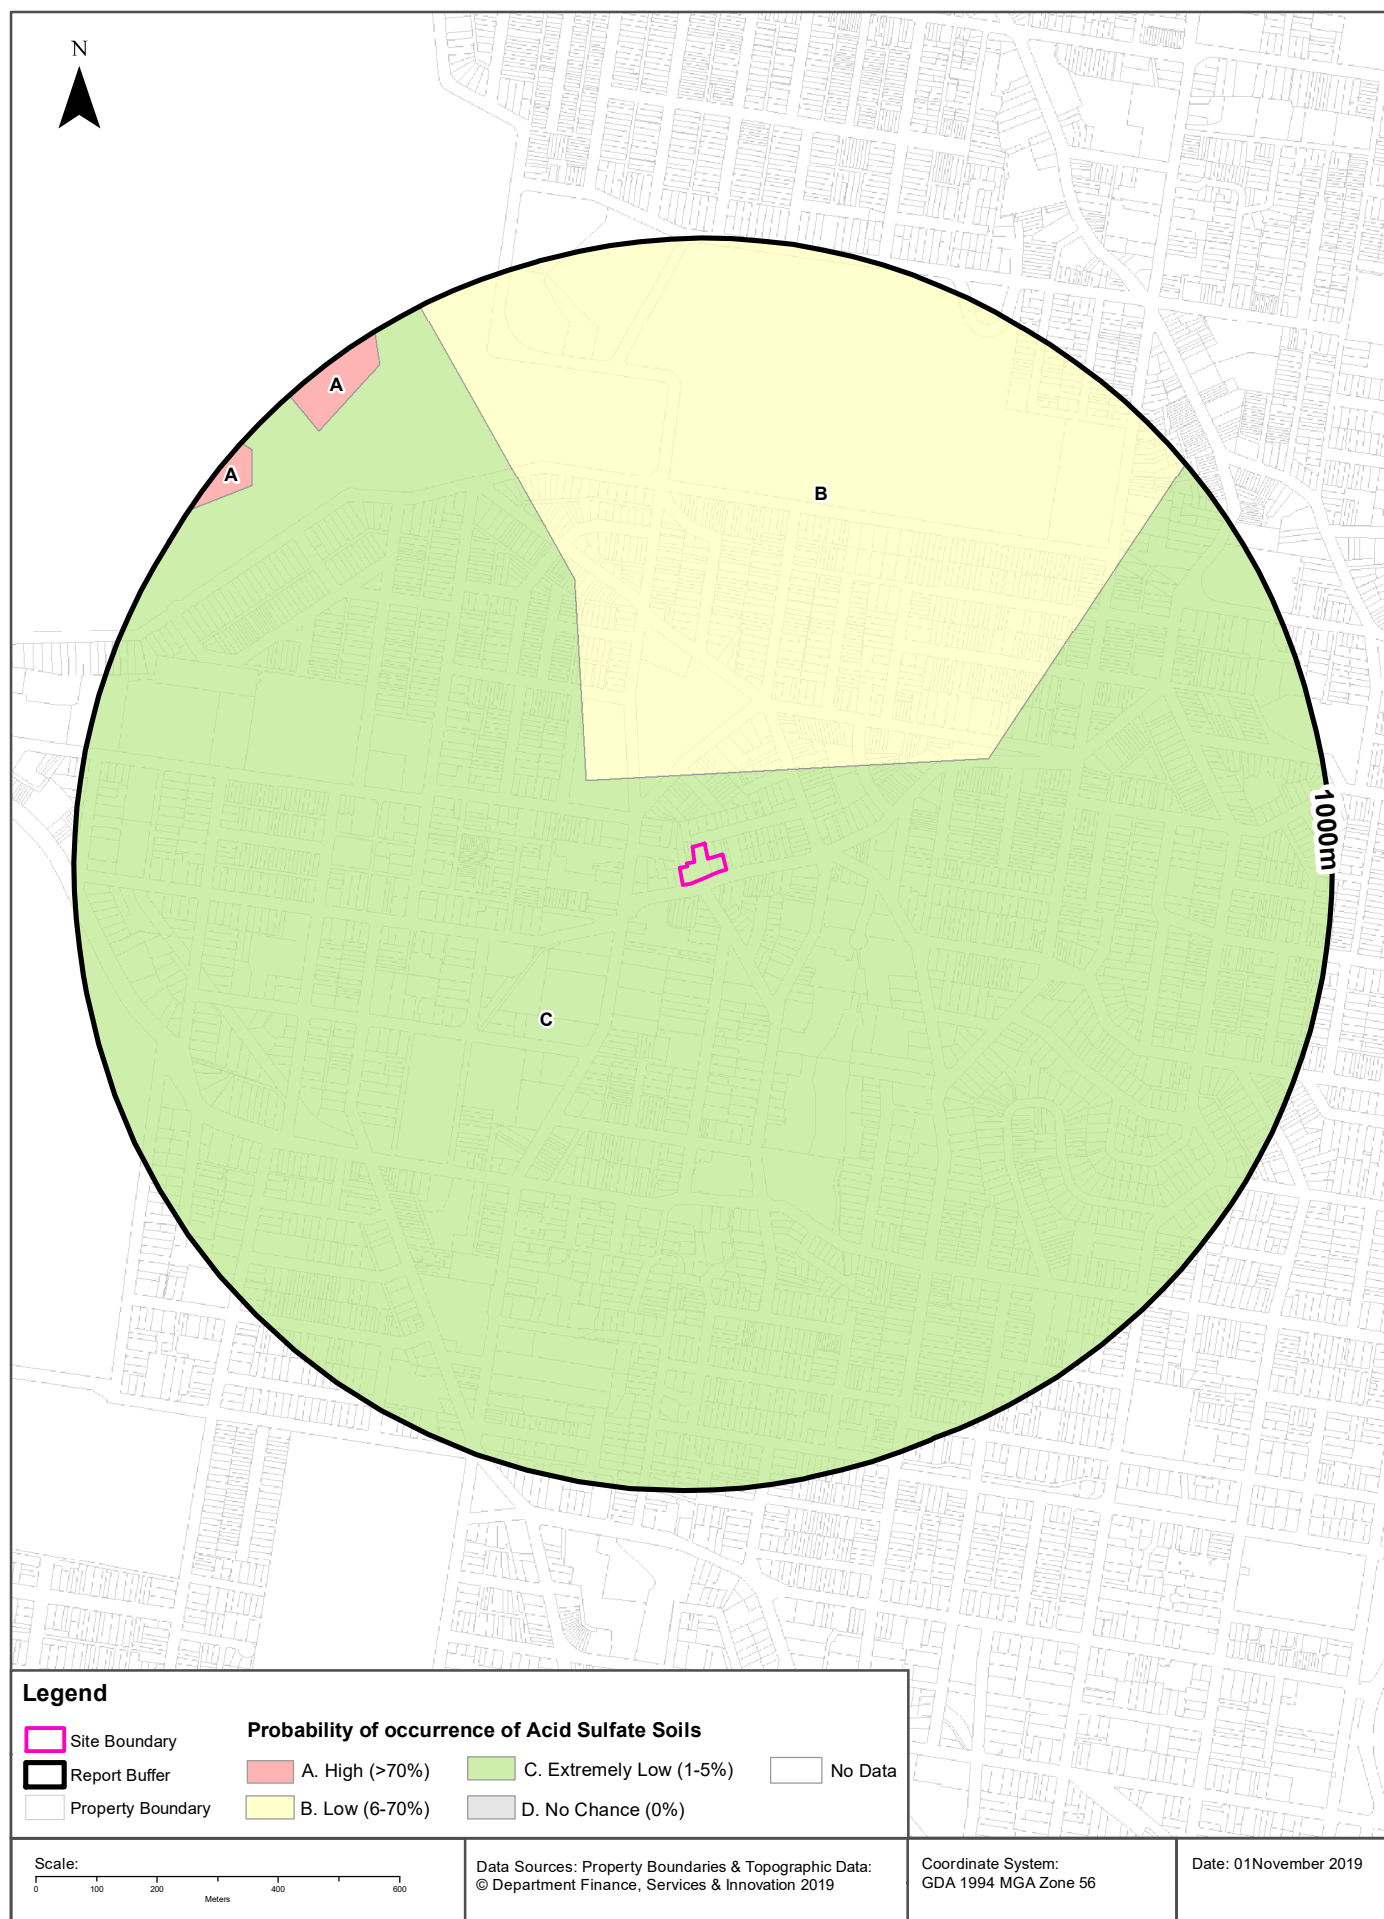 N
A
A
B
1000m
C
Legend
Site Boundary
Report Buffer
Property Boundary
Probability of occurrence of Acid Sulfate Soils
A. High (>70%)
C. Extremely Low (1-5%)
No Data
B. Low (6-70%)
D. No Chance (0%)
Scale:
0 100 200 400 600
Meters
Data Sources: Property Boundaries & Topographic Data:
© Department Finance, Services & Innovation 2019
Coordinate System:
GDA 1994 MGA Zone 56
Date: 01November 2019